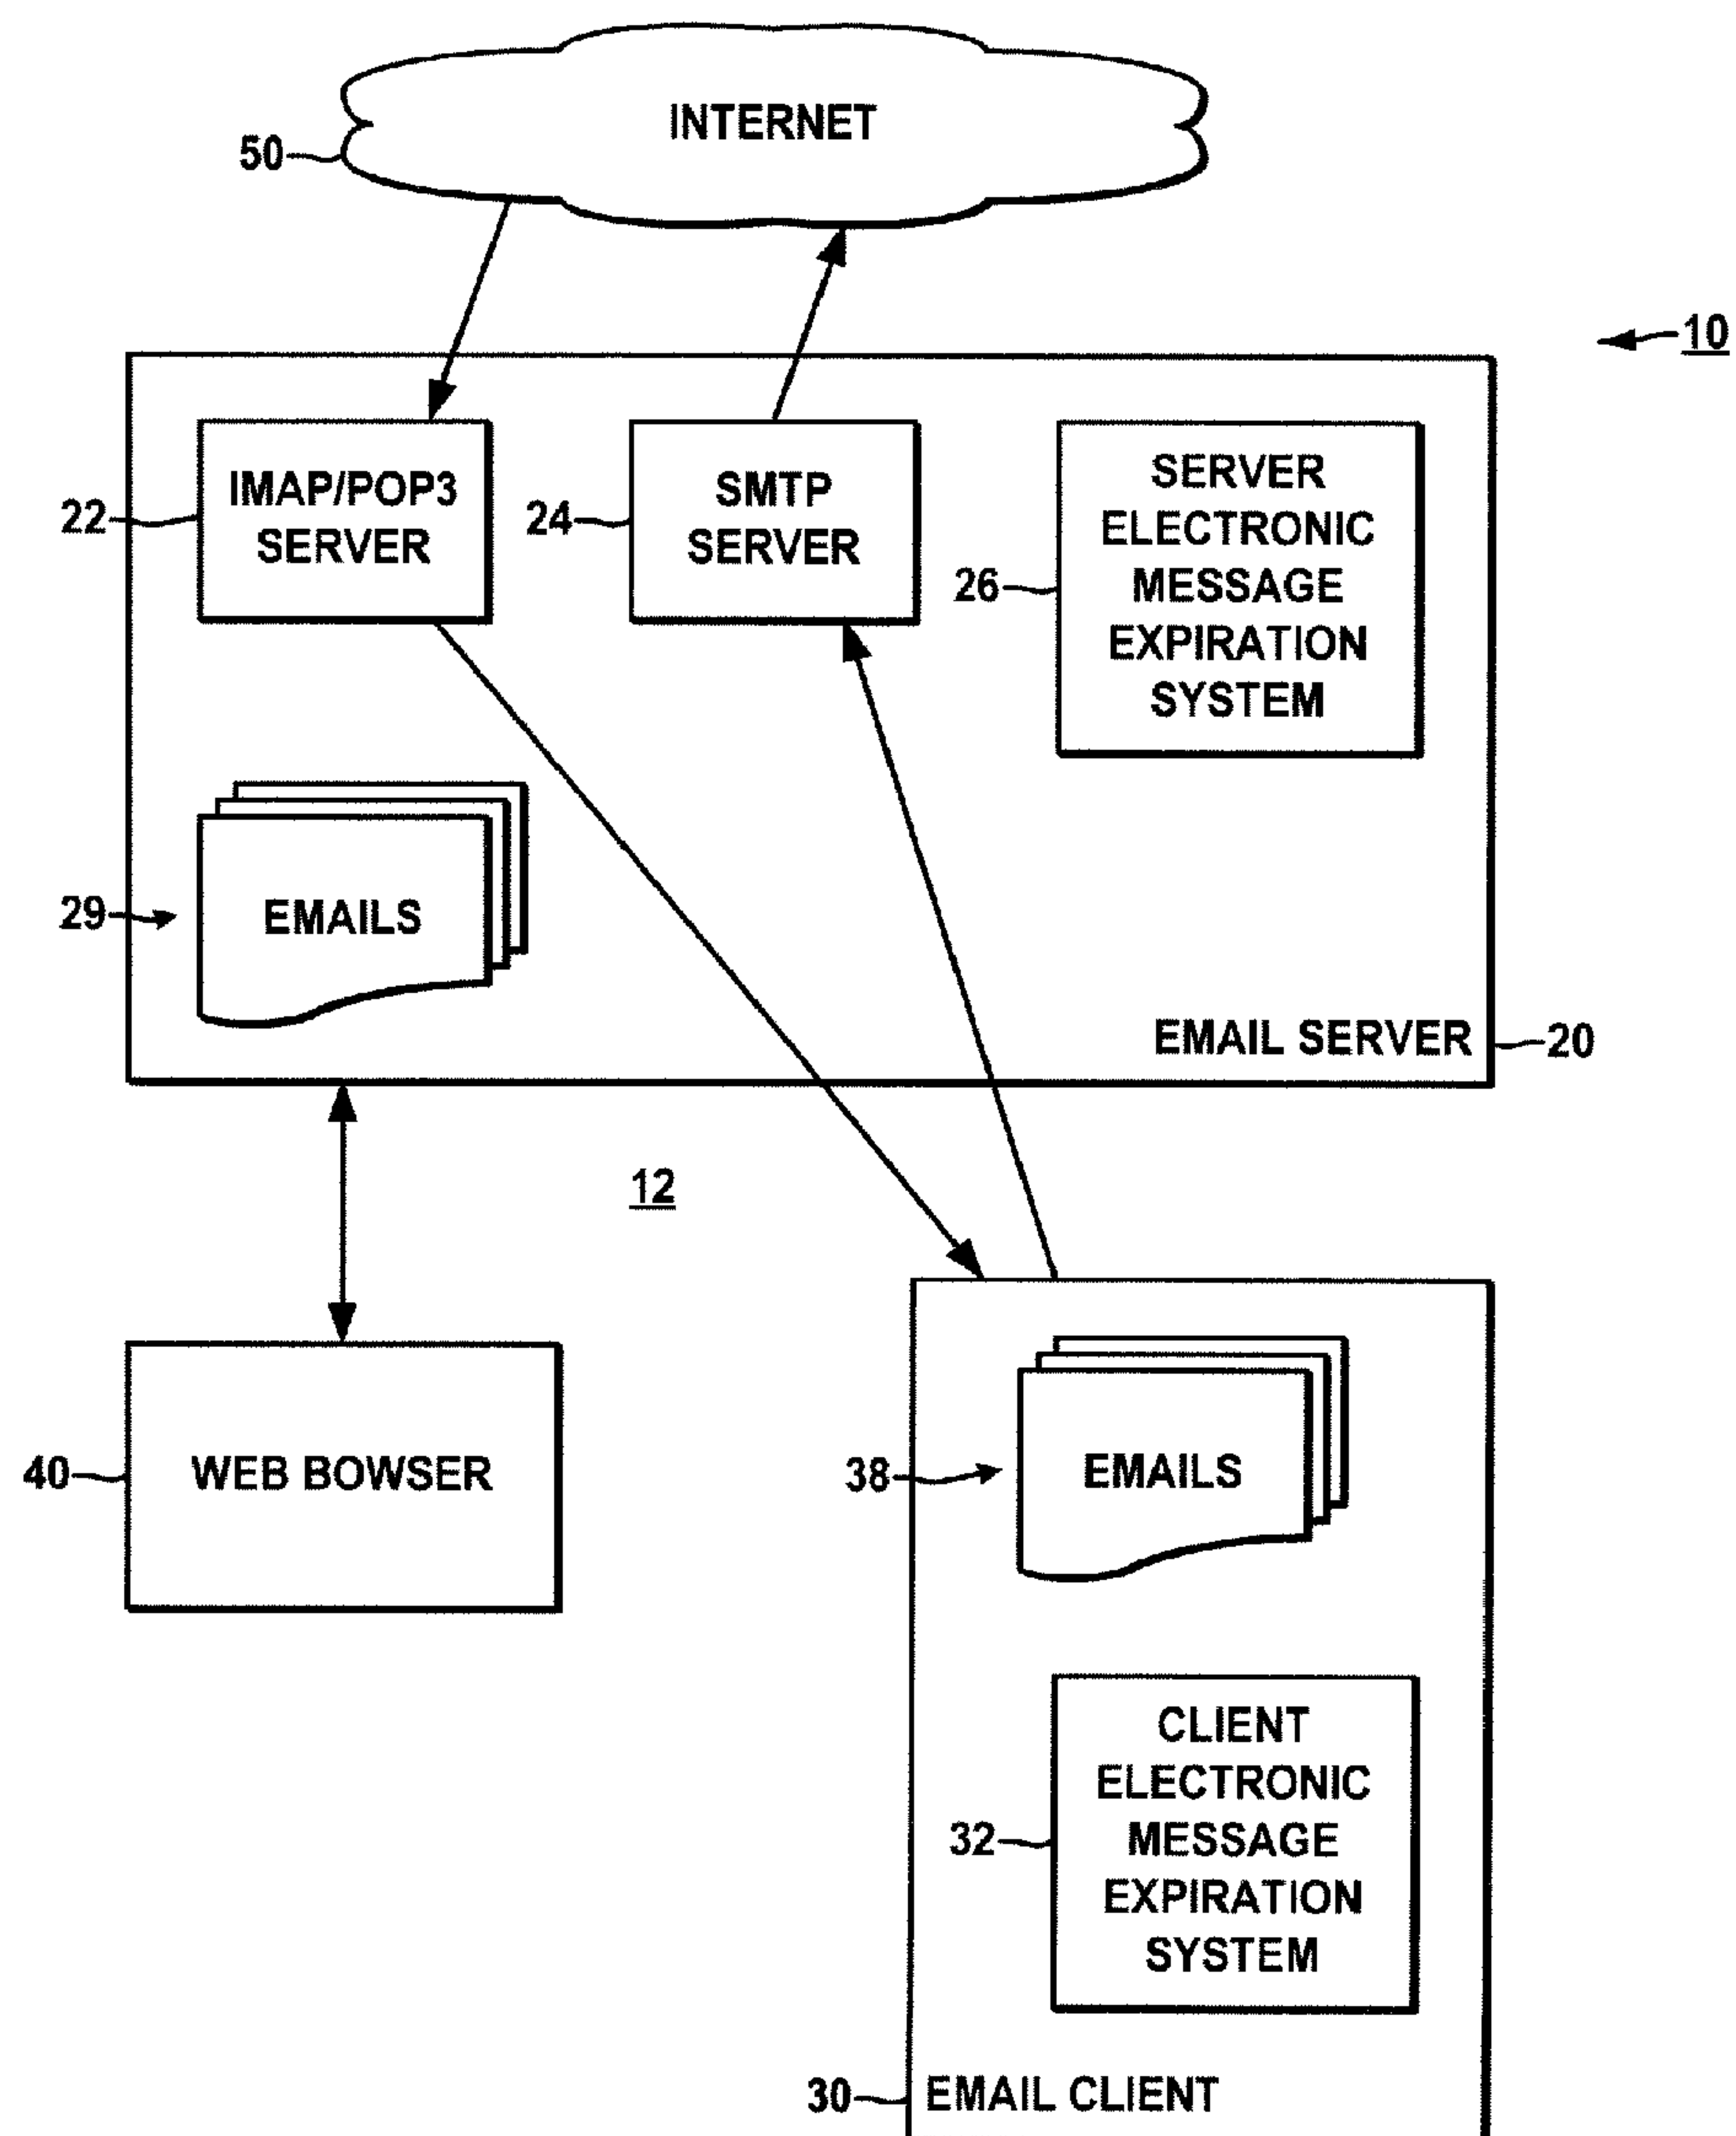 INTERNET
50
10
IMAP/POP3
SERVER
22
SMTP
SERVER
24
SERVER
ELECTRONIC
MESSAGE
EXPIRATION
SYSTEM
26
29
EMAILS
EMAIL SERVER
20
12
40
WEB BOWSER
38
EMAILS
CLIENT
ELECTRONIC
MESSAGE
EXPIRATION
SYSTEM
32
30
EMAIL CLIENT